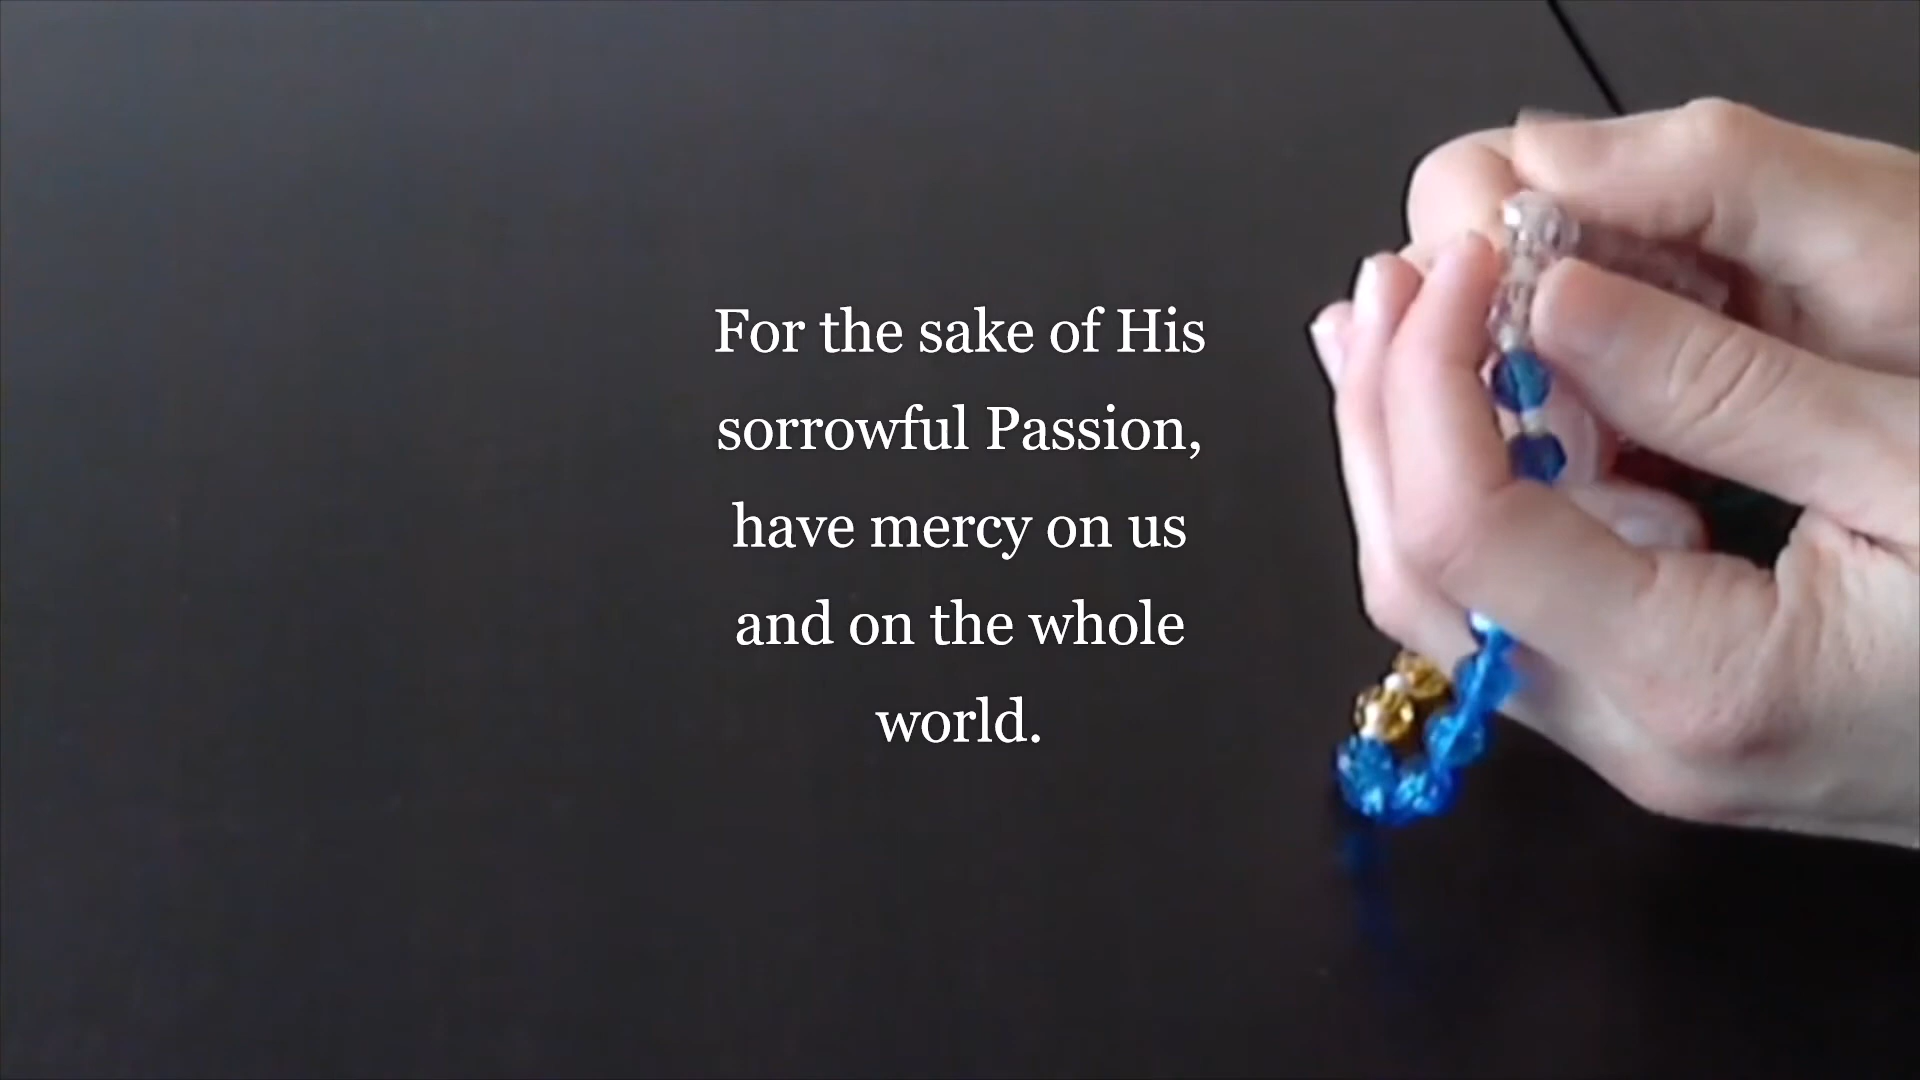 For the sake of His
sorrowful Passion,
have mercy on us
and on the whole
world.